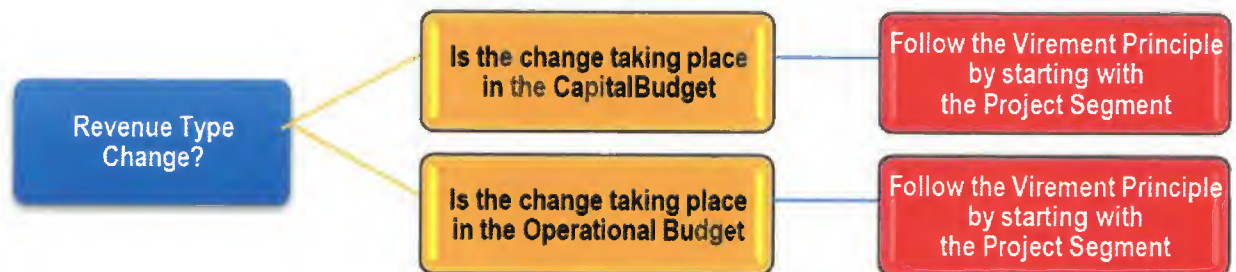 Revenue Type
Change?
Is the change taking place
in the CapitalBudget
Follow the Virement Principle
by starting with
the Project Segment
Is the change taking place
in the Operational Budget
Follow the Virement Principle
by starting with
the Project Segment